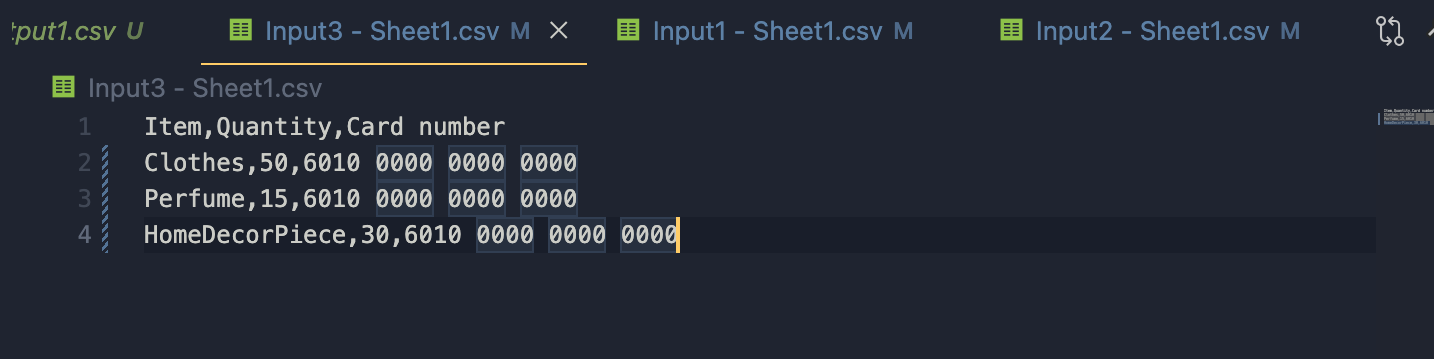 tput1.csv U Input3 - Sheet1.csv M Input1 - Sheet1.csv M Input2 - Sheet1.csv M
Input3 - Sheet1.csv
1 Item,Quantity,Card number
2 Clothes,50,6010 0000 0000 0000
3 Perfume,15,6010 0000 0000 0000
4 HomeDecorPiece,30,6010 0000 0000 0000